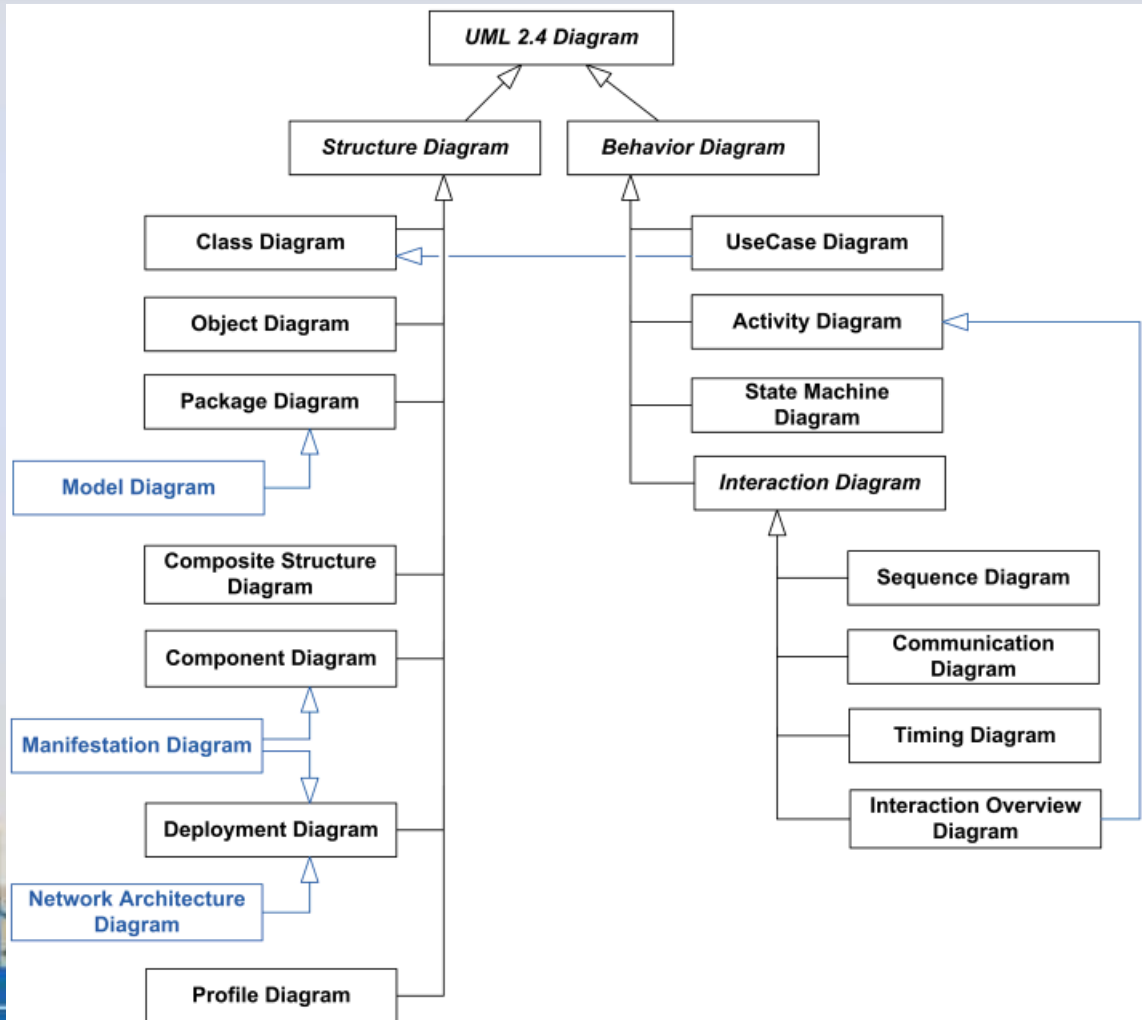 UML 2.4 Diagram
Structure Diagram
Behavior Diagram
Class Diagram
UseCase Diagram
Object Diagram
Activity Diagram
Package Diagram
State Machine
Diagram
Model Diagram
Interaction Diagram
Composite Structure
Diagram
Sequence Diagram
Component Diagram
Communication
Diagram
Manifestation Diagram
Timing Diagram
Deployment Diagram
Interaction Overview
Diagram
Network Architecture
Diagram
Profile Diagram